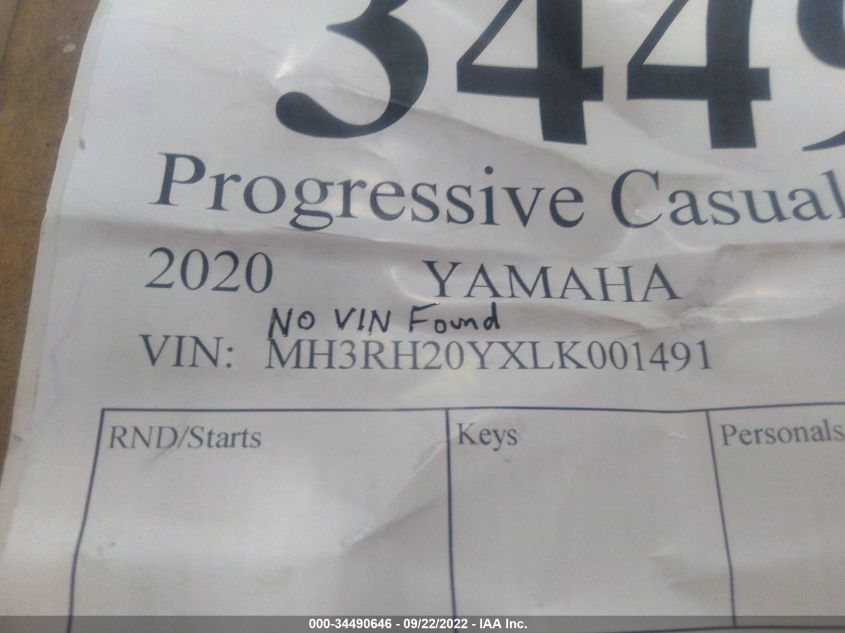 3449
Progressive Casual
2020 YAMAHA
No VIN Found
VIN: MH3RH20YXLK001491
RND/Starts Keys Personals
000-34490646 - 09/22/2022 - IAA Inc.